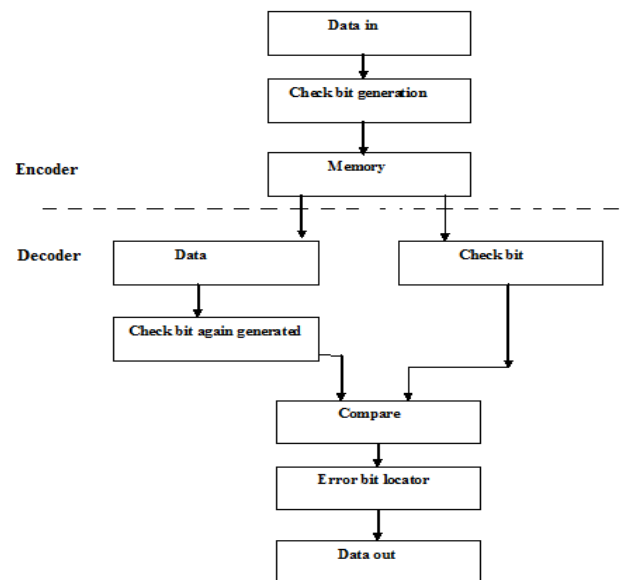 Data in
Check bit generation
Encoder
Memory
Decoder
Data
Check bit
Check bit again generated
Compare
Error bit locator
Data out